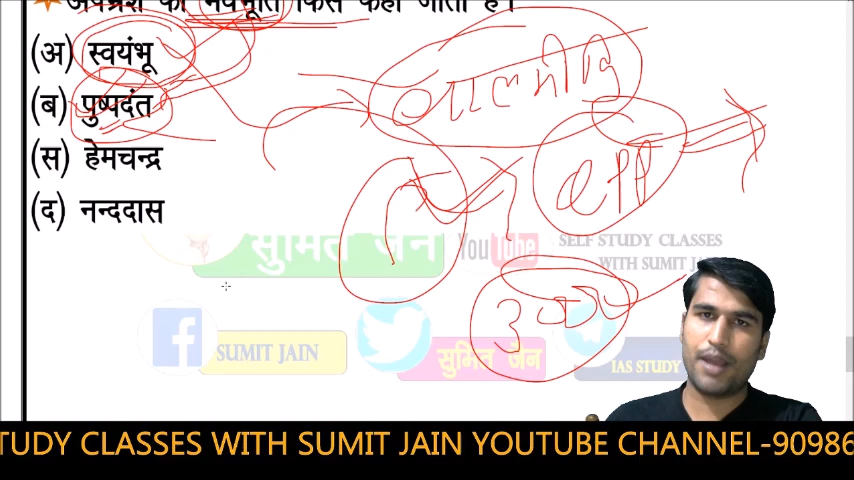 अपभ्रंश का भवभूति किसे कहा जाता है।
(अ) स्वयंभू
(ब) पुष्पदंत
(स) हेमचन्द्र
(द) नन्ददास
वाल्मीकि
सुमित जैन
YouTube
SELF STUDY CLASSES
WITH SUMIT
SUMIT JAIN
सुमित जैन
IAS STUDY
TUDY CLASSES WITH SUMIT JAIN YOUTUBE CHANNEL-90986